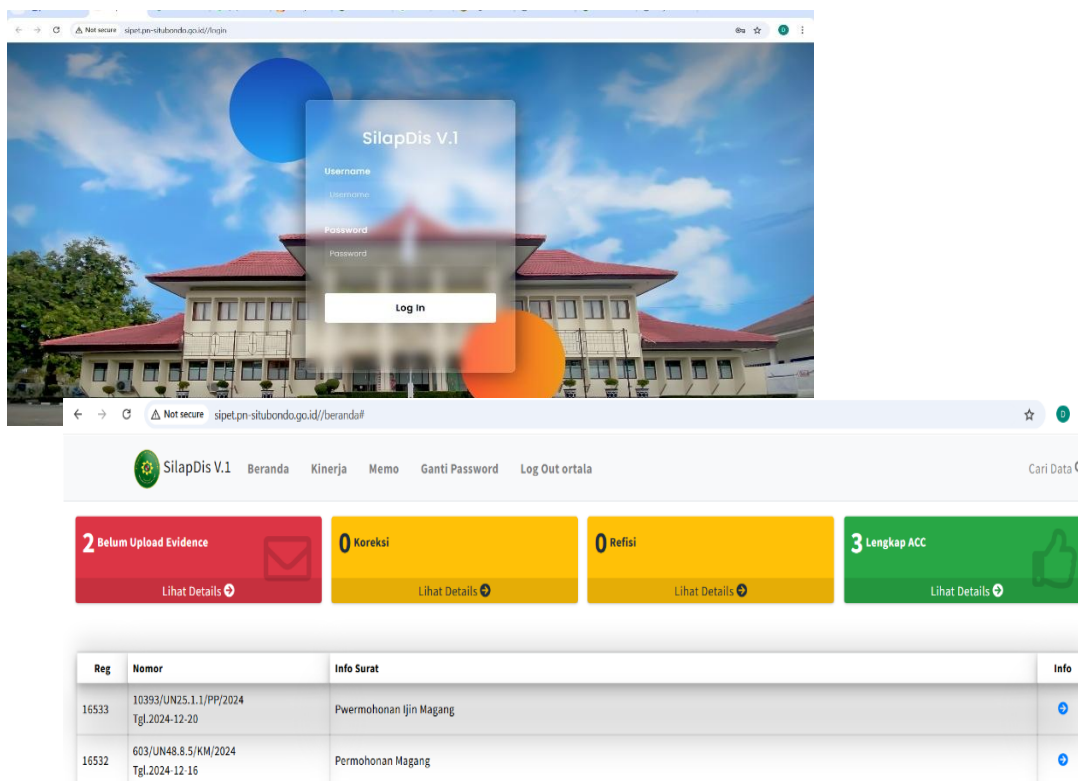 Not secure sipet.pn-situbondo.go.id//login
D
SilapDis V.1
Username
Username
Password
Password
Log In
Not secure sipet.pn-situbondo.go.id//beranda#
D
SilapDis V.1 Beranda Kinerja Memo Ganti Password Log Out ortala Cari Data
2 Belum Upload Evidence
Lihat Details
0 Koreksi
Lihat Details
0 Refisi
Lihat Details
3 Lengkap ACC
Lihat Details
Reg Nomor Info Surat Info
16533 10393/UN25.1.1/PP/2024 Pwermohonan Ijin Magang
Tgl.2024-12-20
16532 603/UN48.8.5/KM/2024 Permohonan Magang
Tgl.2024-12-16